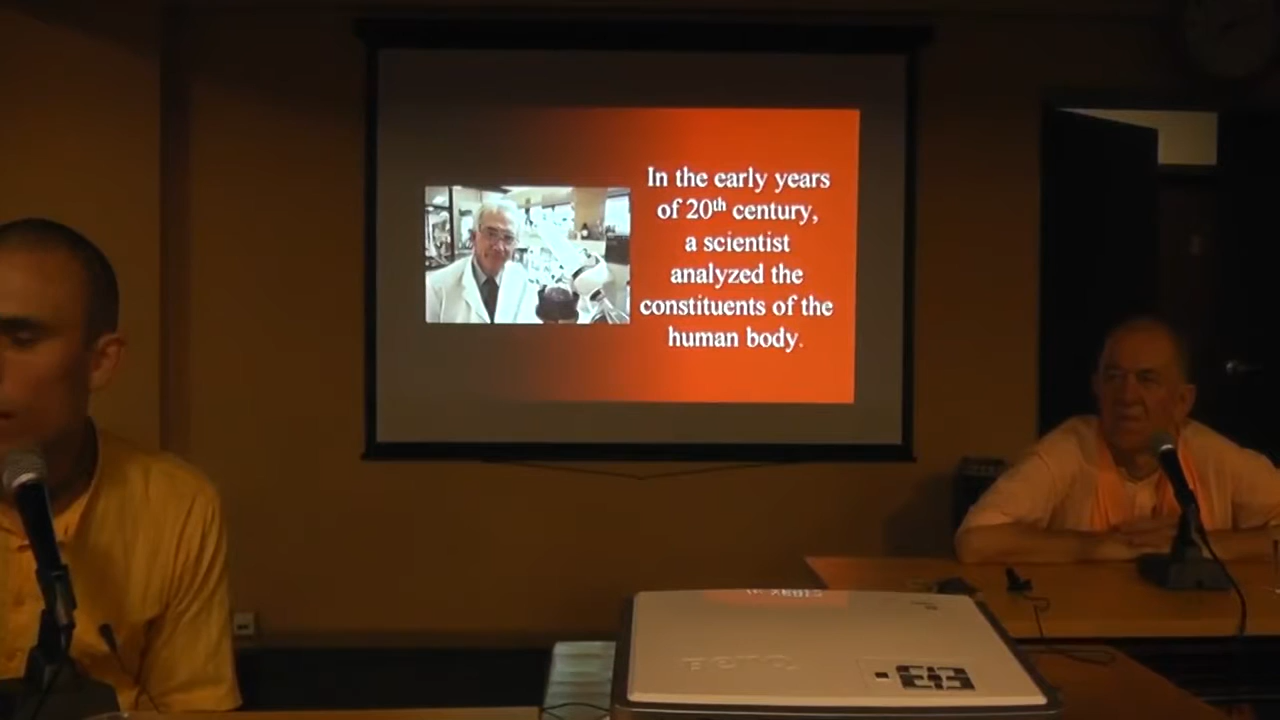 In the early years
of 20th century,
a scientist
analyzed the
constituents of the
human body.